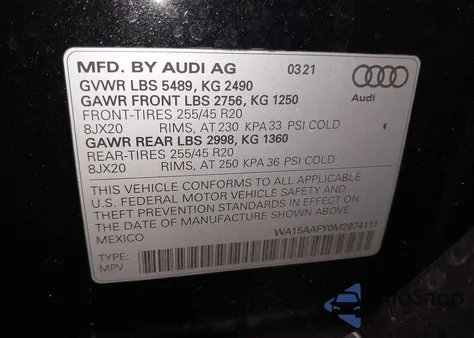 MFD. BY AUDI AG 03 21
GVWR LBS 5489, KG 2490
GAWR FRONT LBS 2756, KG 1250
FRONT-TIRES 255/45 R20
8JX20 RIMS, AT 230 KPA 33 PSI COLD
GAWR REAR LBS 2998, KG 1360
REAR-TIRES 255/45 R20
8JX20 RIMS, AT 250 KPA 36 PSI COLD
Audi
THIS VEHICLE CONFORMS TO ALL APPLICABLE
U.S. FEDERAL MOTOR VEHICLE SAFETY AND
THEFT PREVENTION STANDARDS IN EFFECT ON
THE DATE OF MANUFACTURE SHOWN ABOVE
MEXICO
WA15AAFY0M2074111
TYPE:
MPV